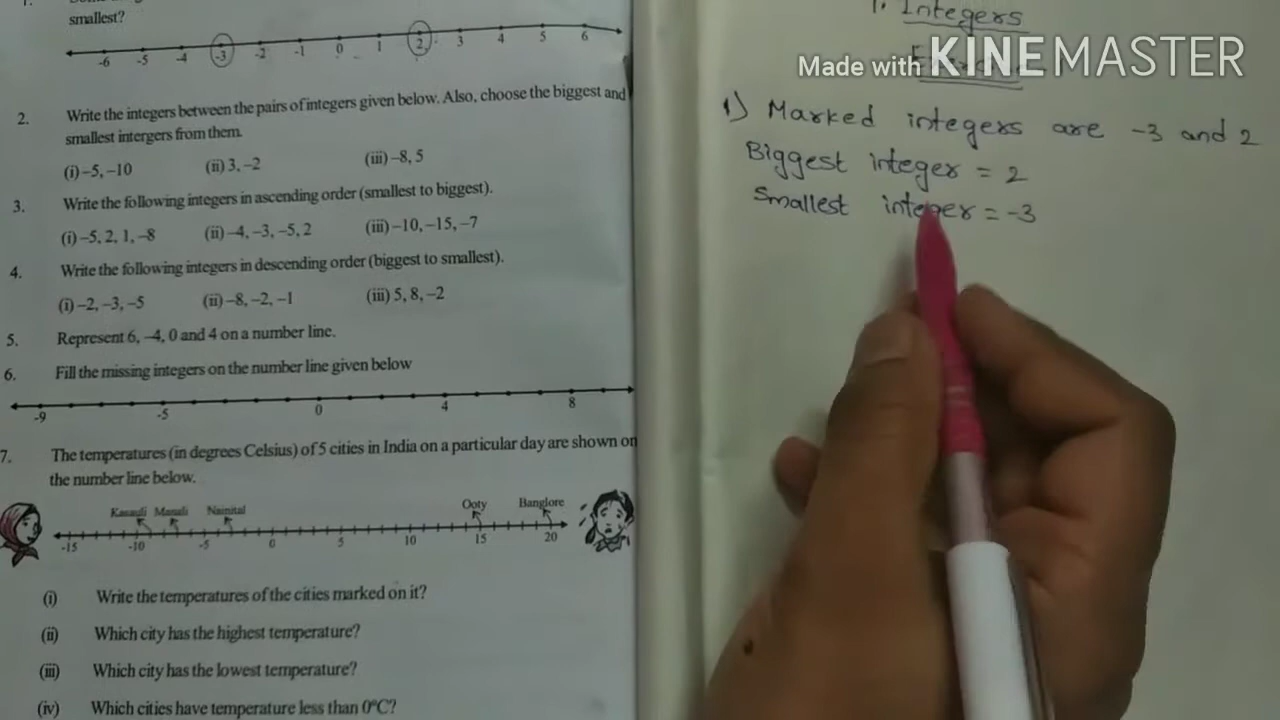 smallest?
-6 -5 -4 -3 -2 -1 0 1 2 3 4 5 6
2. Write the integers between the pairs of integers given below. Also, choose the biggest and
smallest intergers from them.
(i) –5, –10 (ii) 3, –2 (iii) –8, 5
3. Write the following integers in ascending order (smallest to biggest).
(i) –5, 2, 1, –8 (ii) –4, –3, –5, 2 (iii) –10, –15, –7
4. Write the following integers in descending order (biggest to smallest).
(i) –2, –3, –5 (ii) –8, –2, –1 (iii) 5, 8, –2
5. Represent 6, –4, 0 and 4 on a number line.
6. Fill the missing integers on the number line given below
-9 -5 0 4 8
7. The temperatures (in degrees Celsius) of 5 cities in India on a particular day are shown on
the number line below.
Kasauli Manali Nainital Ooty Banglore
-15 -10 -5 0 5 10 15 20
(i) Write the temperatures of the cities marked on it?
(ii) Which city has the highest temperature?
(iii) Which city has the lowest temperature?
(iv) Which cities have temperature less than 0°C?
1. Integers
Made with KINEMASTER
1) Marked integers are -3 and 2
Biggest integer = 2
Smallest integer = -3